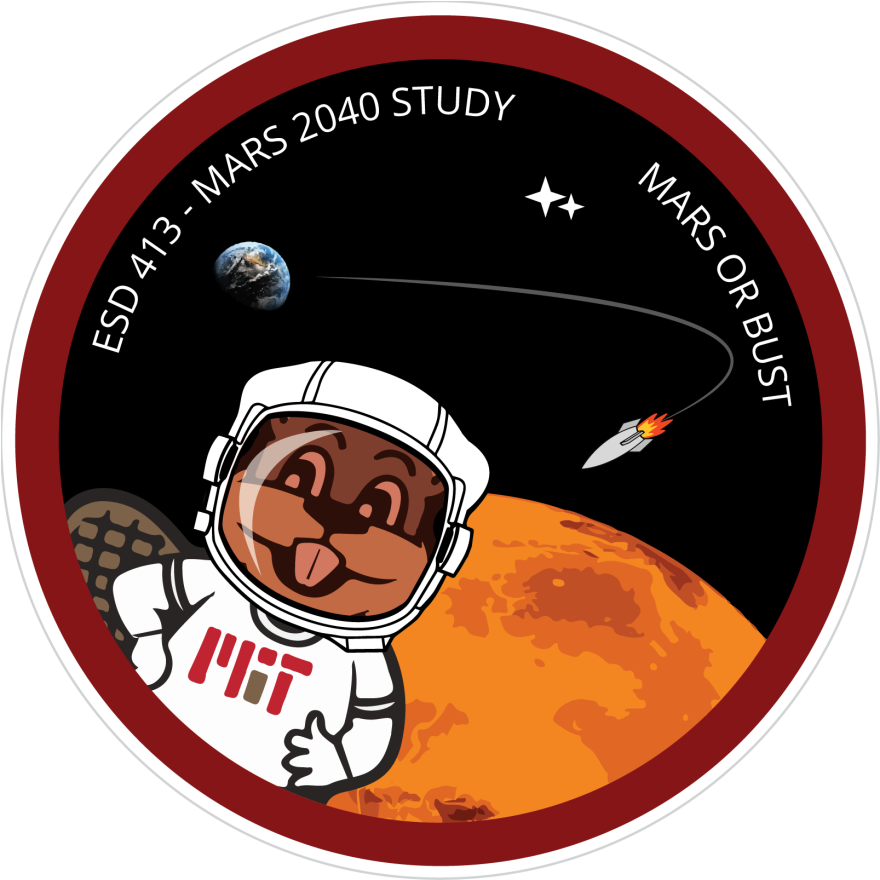 ESD 413 - MARS 2040 STUDY
MARS OR BUST
MIT